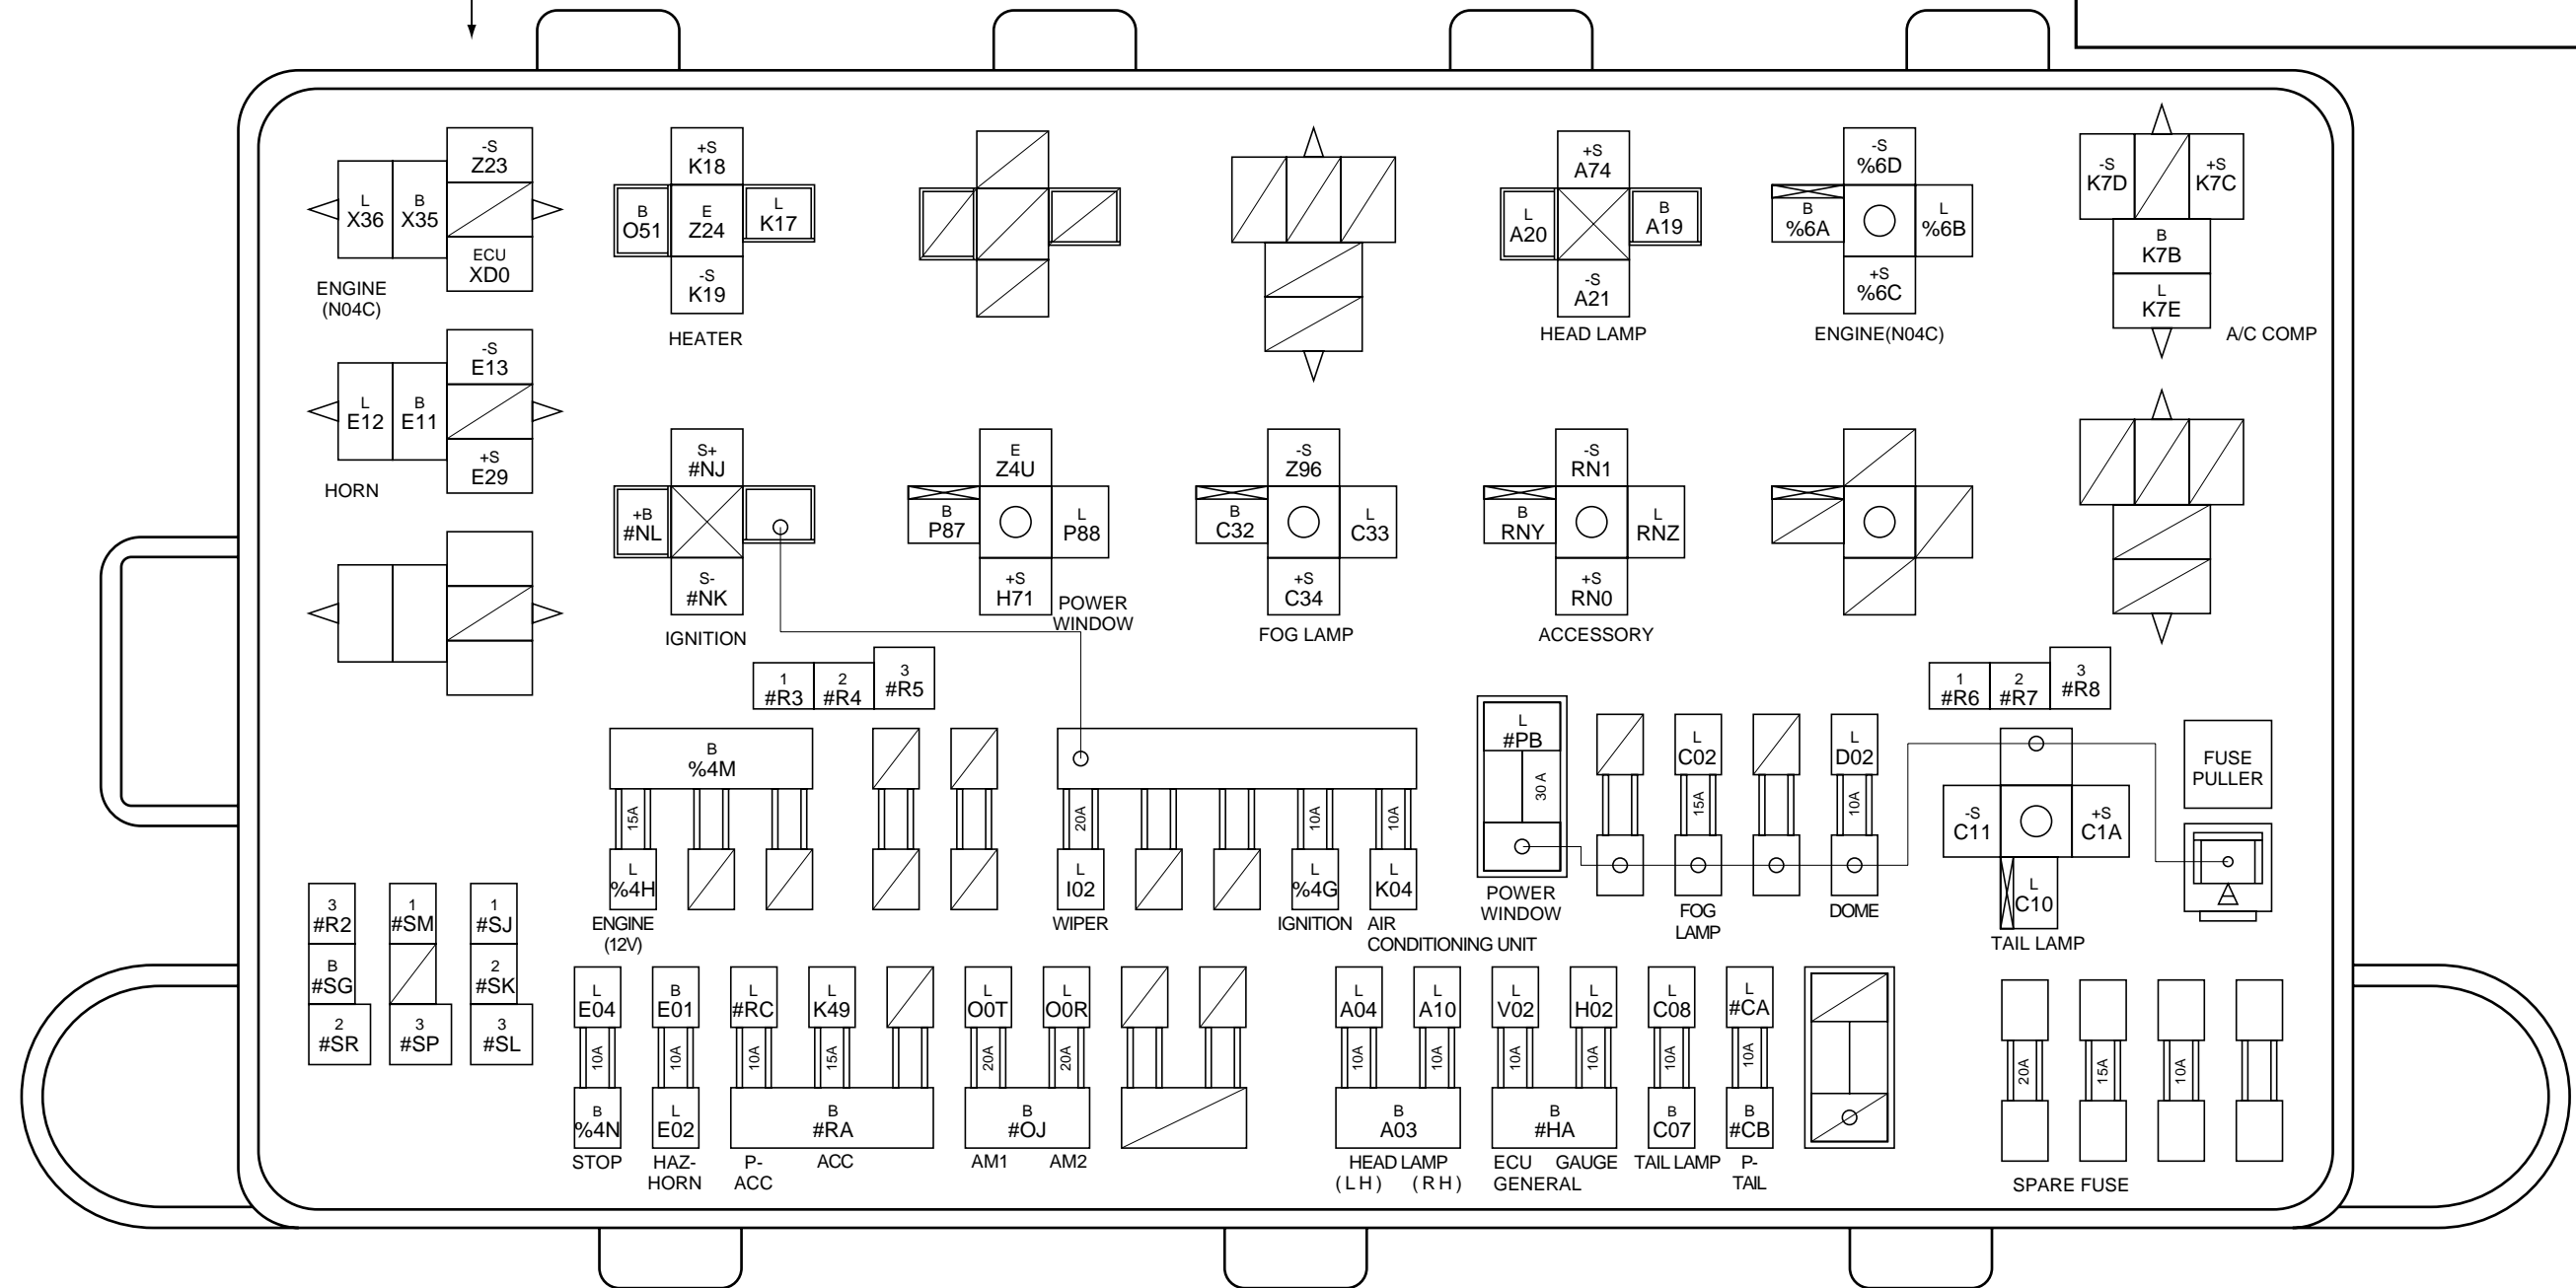 -S
Z23
L
X36
B
X35
ECU
XD0
ENGINE
(N04C)
+S
K18
B
O51
E
Z24
L
K17
-S
K19
HEATER
+S
A74
L
A20
B
A19
-S
A21
HEAD LAMP
-S
%6D
B
%6A
L
%6B
+S
%6C
ENGINE(N04C)
-S
K7D
+S
K7C
B
K7B
L
K7E
A/C COMP
-S
E13
L
E12
B
E11
+S
E29
HORN
S+
#NJ
+B
#NL
S-
#NK
IGNITION
E
Z4U
B
P87
L
P88
+S
H71
POWER
WINDOW
-S
Z96
B
C32
L
C33
+S
C34
FOG LAMP
-S
RN1
B
RNY
L
RNZ
+S
RN0
ACCESSORY
1
#R3
2
#R4
3
#R5
1
#R6
2
#R7
3
#R8
B
%4M
15A
L
%4H
ENGINE
(12V)
20A
L
I02
WIPER
10A
L
%4G
IGNITION
10A
L
K04
AIR
CONDITIONING UNIT
L
#PB
30 A
POWER
WINDOW
L
C02
15A
FOG
LAMP
L
D02
10A
DOME
-S
C11
+S
C1A
L
C10
TAIL LAMP
FUSE
PULLER
3
#R2
B
#SG
2
#SR
1
#SM
3
#SP
1
#SJ
2
#SK
3
#SL
L
E04
10A
B
%4N
STOP
B
E01
10A
L
E02
HAZ-
HORN
L
#RC
10A
L
K49
15A
B
#RA
P-
ACC
ACC
L
O0T
20A
L
O0R
20A
B
#OJ
AM1
AM2
L
A04
10A
L
A10
10A
B
A03
HEAD LAMP
(LH)
(RH)
L
V02
10A
L
H02
10A
B
#HA
ECU
GENERAL
GAUGE
L
C08
10A
B
C07
TAIL LAMP
L
#CA
10A
B
#CB
P-
TAIL
20A
15A
10A
SPARE FUSE